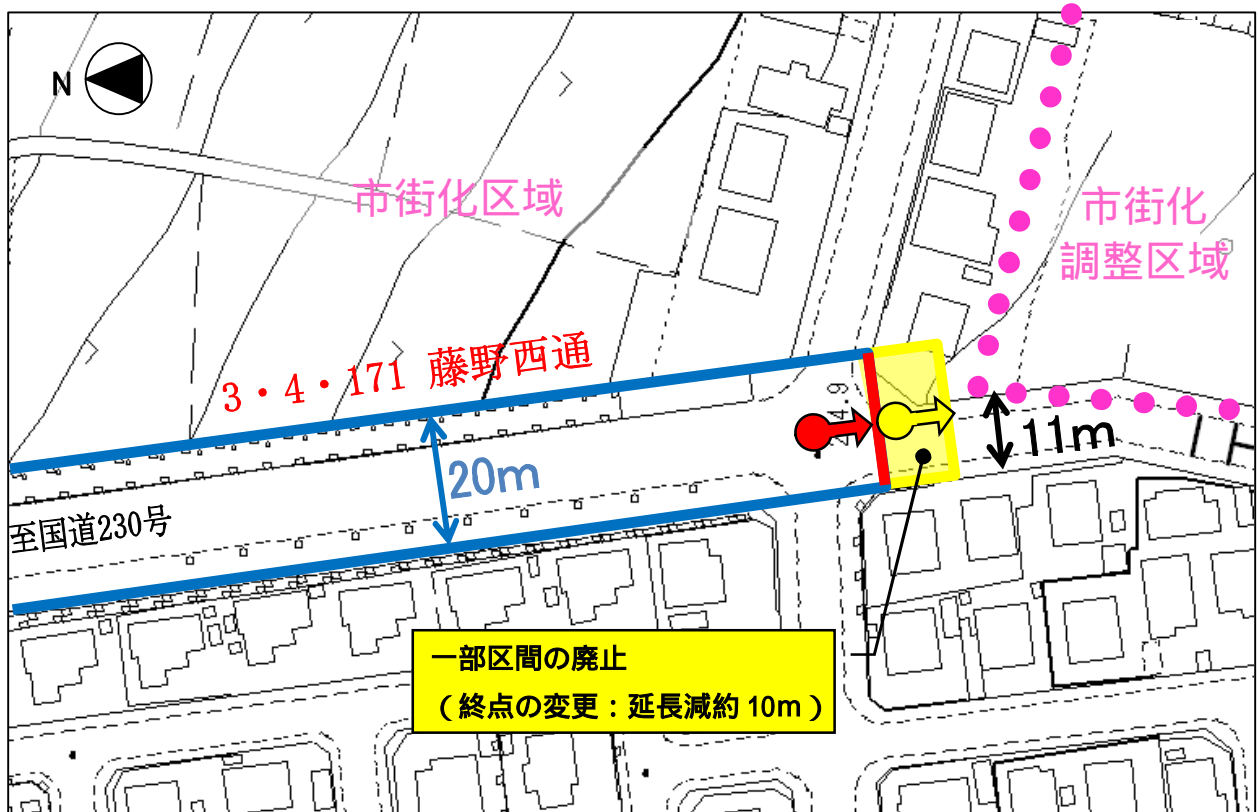 N
市街化区域
市街化
調整区域
3・4・171 藤野西通
20m
11m
至国道230号
一部区間の廃止
（終点の変更：延長減約 10m）